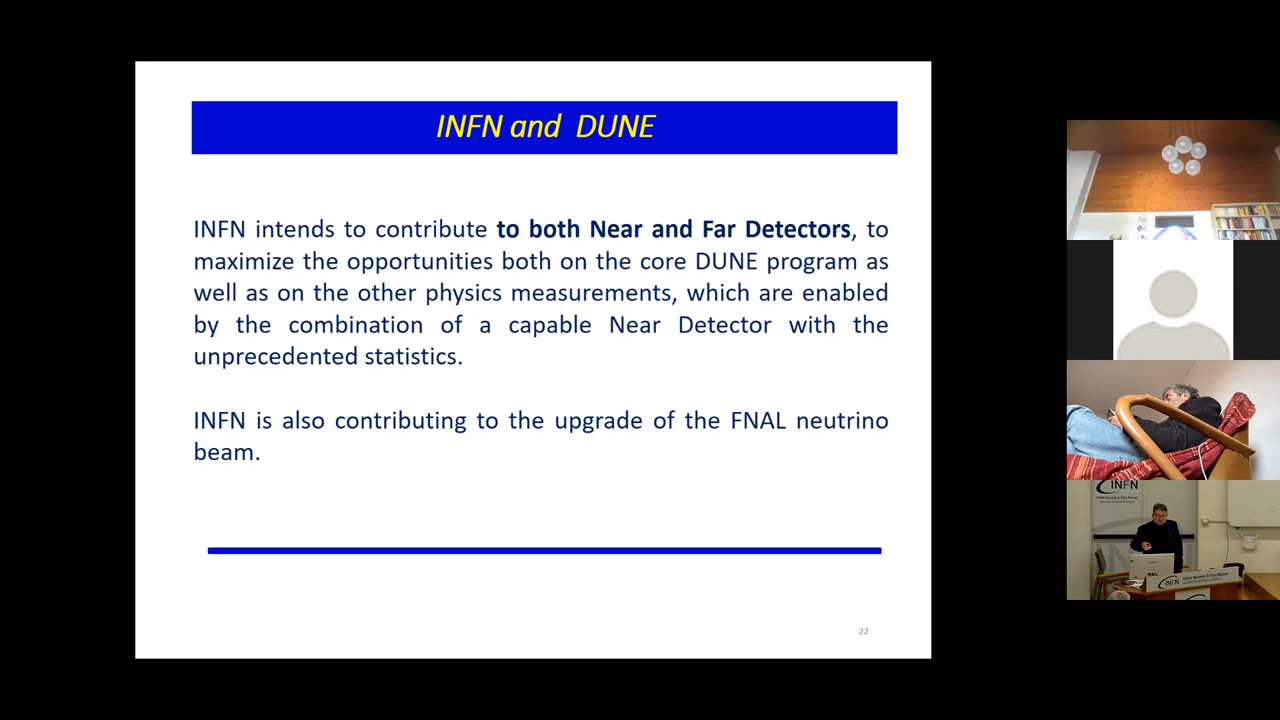 INFN and DUNE
INFN intends to contribute to both Near and Far Detectors, to
maximize the opportunities both on the core DUNE program as
well as on the other physics measurements, which are enabled
by the combination of a capable Near Detector with the
unprecedented statistics.
INFN is also contributing to the upgrade of the FNAL neutrino
beam.
22
INFN
INFN